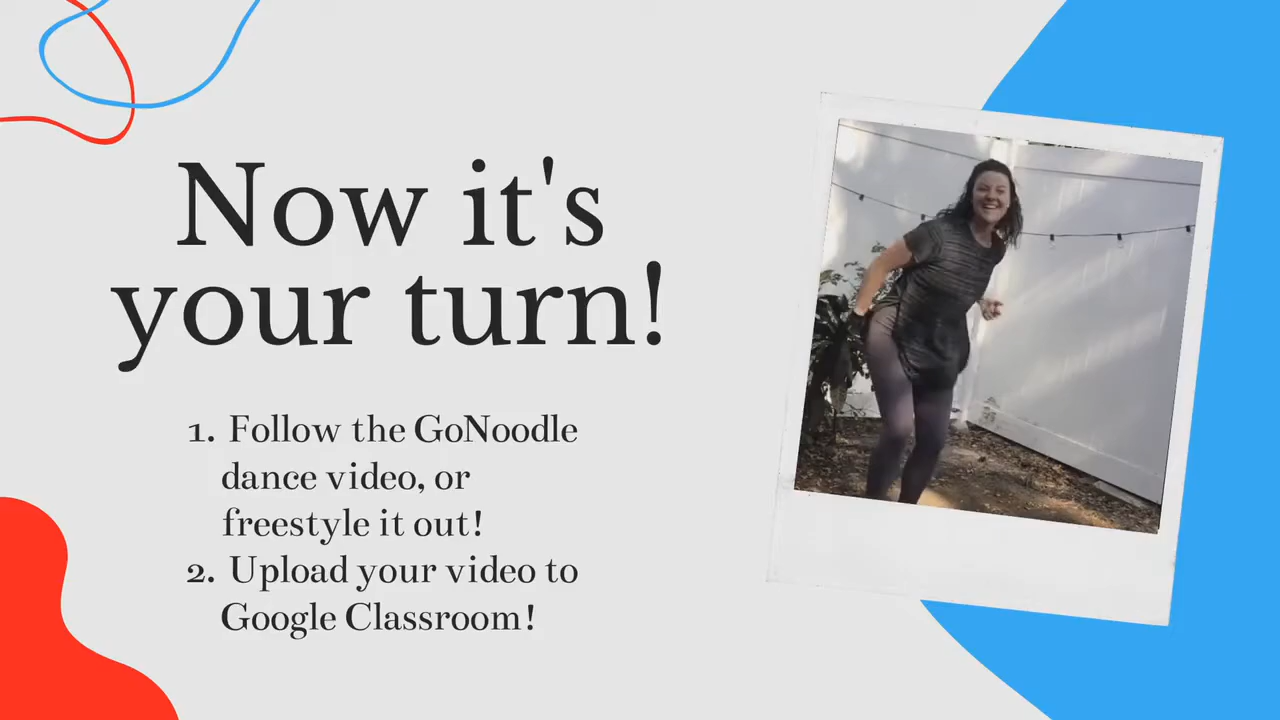 Now it's
your turn!
1. Follow the GoNoodle
dance video, or
freestyle it out!
2. Upload your video to
Google Classroom!